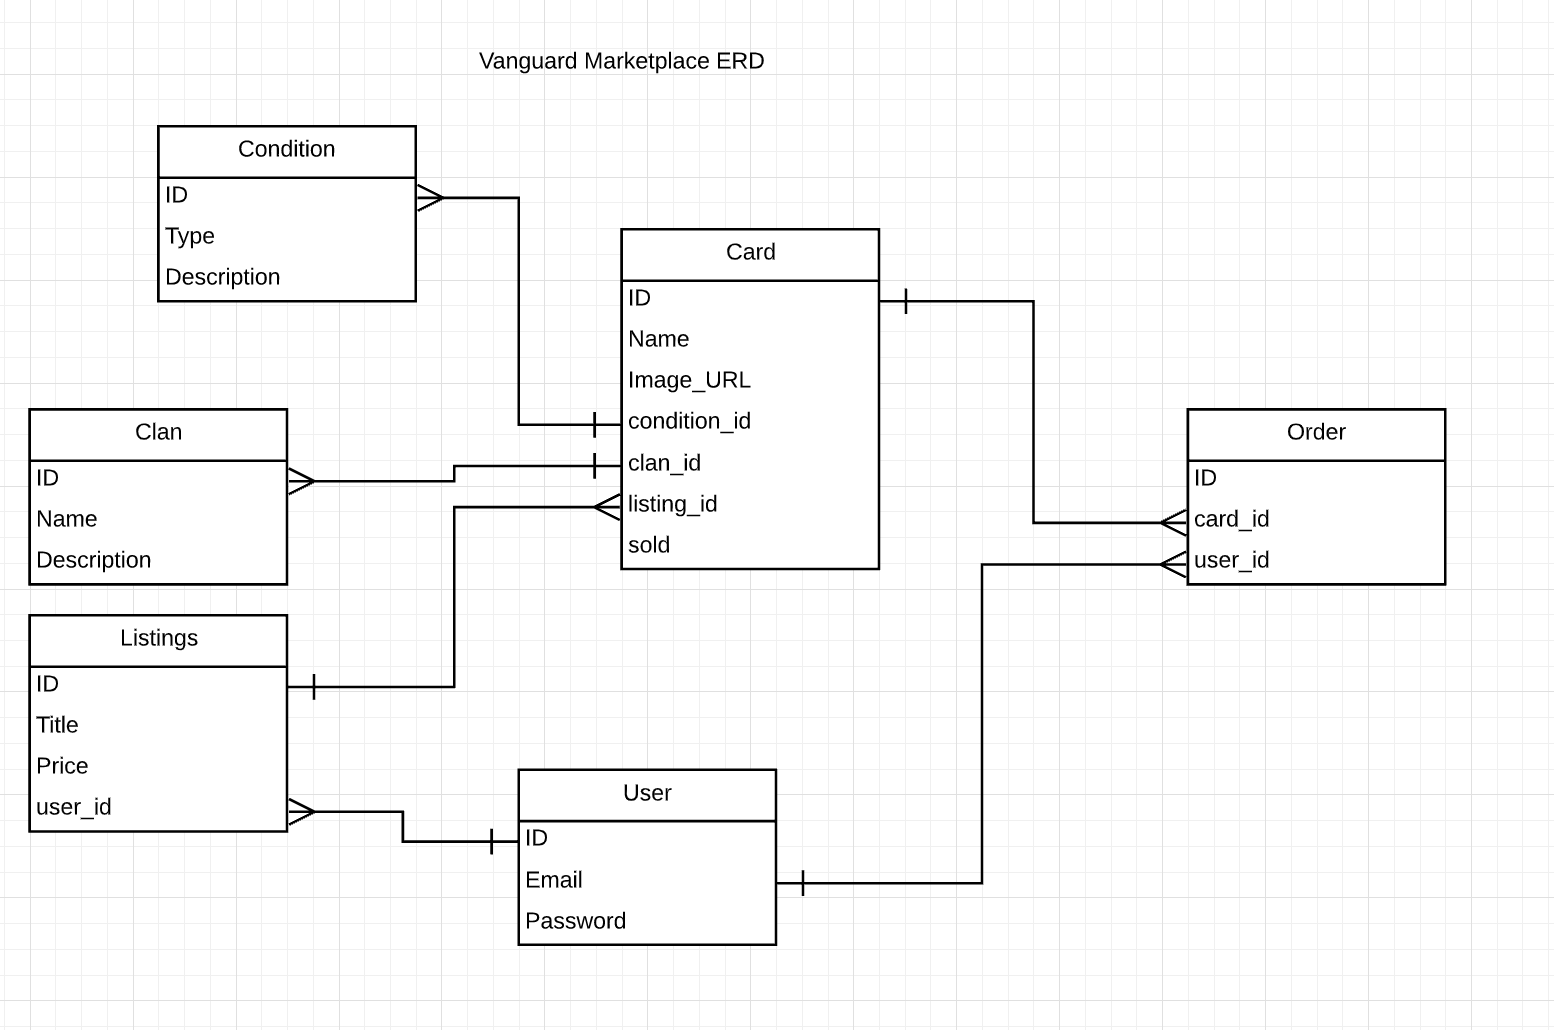 Vanguard Marketplace ERD
Condition
ID
Type
Description
Card
ID
Name
Image_URL
condition_id
clan_id
listing_id
sold
Clan
ID
Name
Description
Order
ID
card_id
user_id
Listings
ID
Title
Price
user_id
User
ID
Email
Password